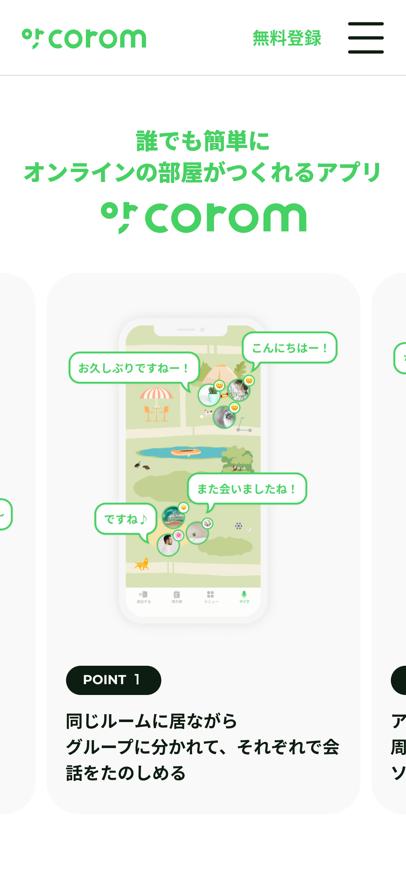 corom
無料登録
誰でも簡単に
オンラインの部屋がつくれるアプリ
corom
こんにちはー！
お久しぶりですねー！
また会いましたね！
ですね♪
POINT 1
同じルームに居ながら
グループに分かれて、それぞれで会
話をたのしめる